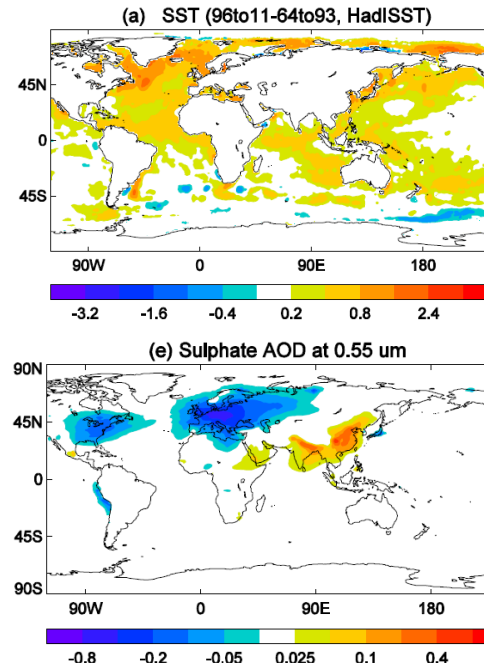 (a) SST (96to11-64to93, HadISST)
45N
0
45S
90W 0 90E 180
-3.2 -1.6 -0.4 0.2 0.8 2.4
(e) Sulphate AOD at 0.55 um
90N
45N
0
45S
90S
90W 0 90E 180
-0.8 -0.2 -0.05 0.025 0.1 0.4